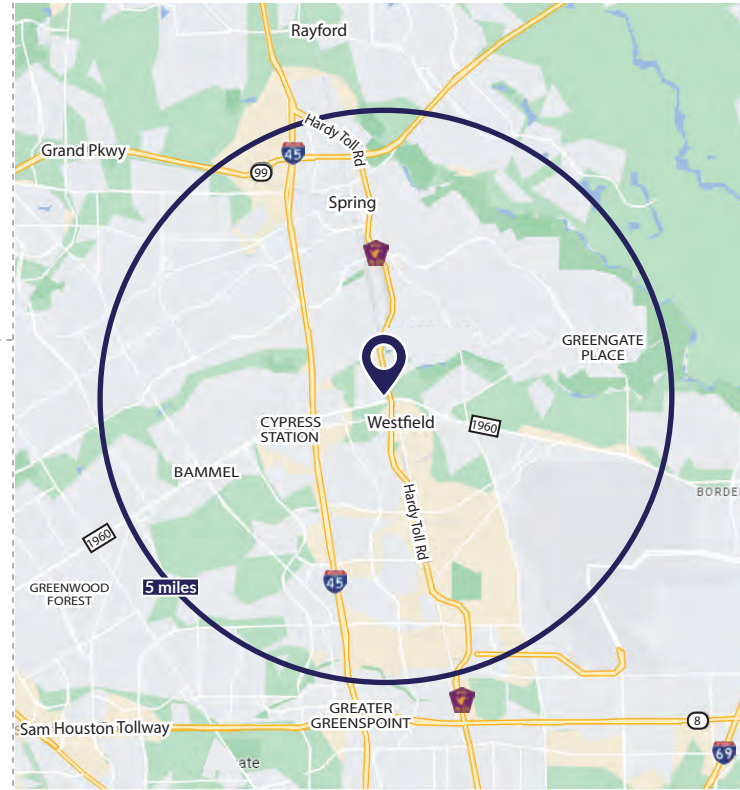 Rayford
Hardy Toll Rd
Grand Pkwy
45
99
Spring
GREENGATE
PLACE
CYPRESS
STATION
Westfield
1960
BAMMEL
BORDE
Hardy Toll Rd
1960
45
5 miles
GREENWOOD
FOREST
GREATER
GREENSPOINT
Sam Houston Tollway
8
69
ate